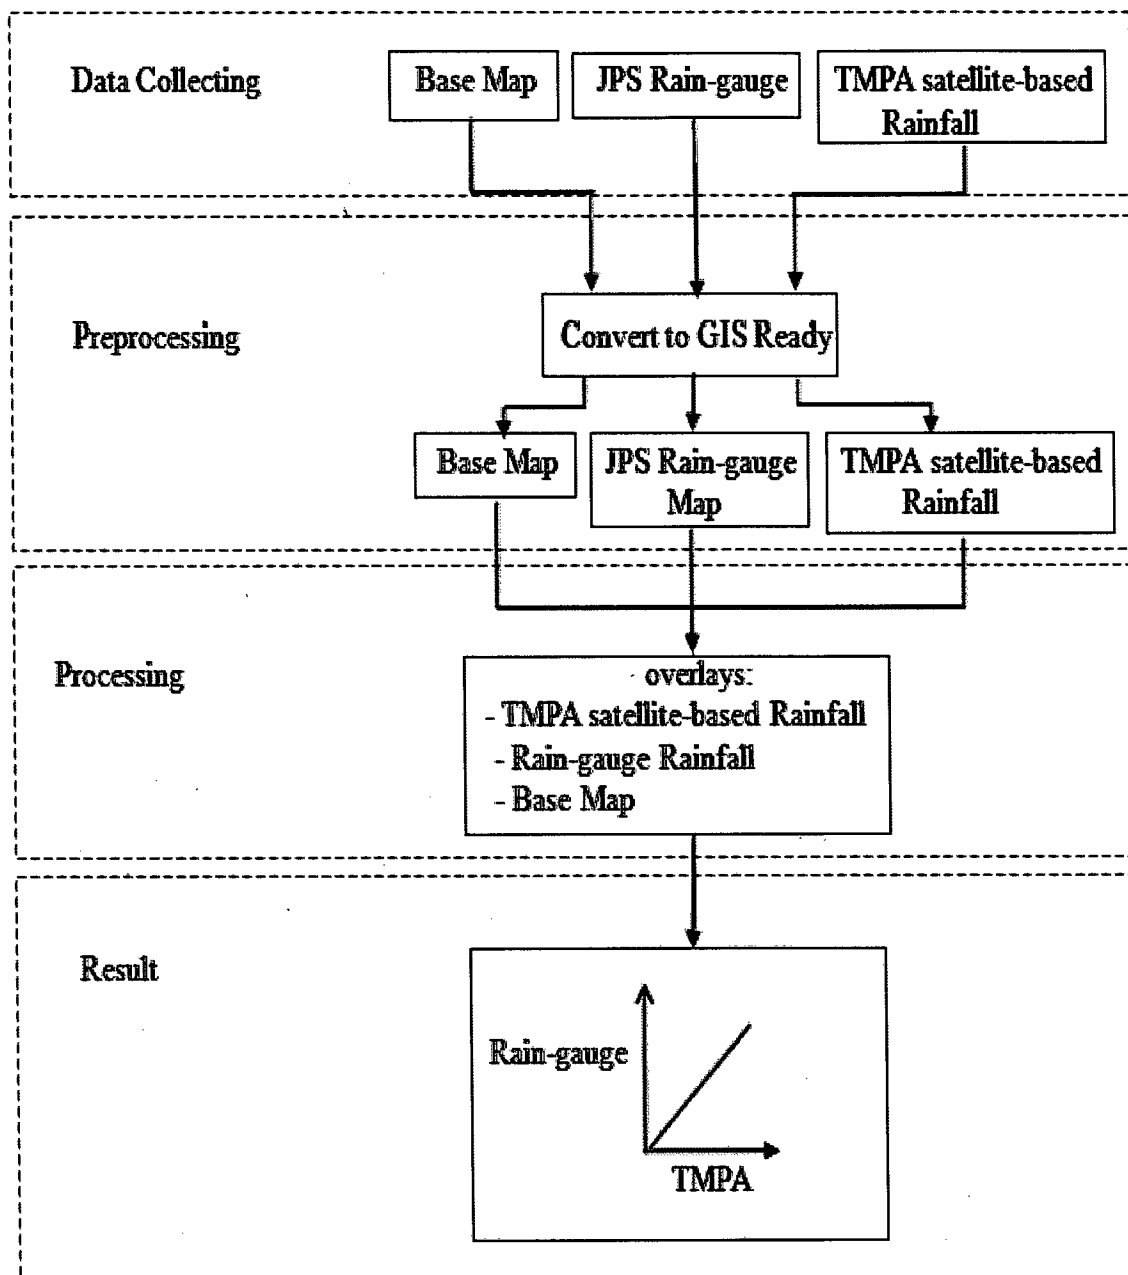 Data Collecting
Base Map
JPS Rain-gauge
TMPA satellite-based
Rainfall
Preprocessing
Convert to GIS Ready
Base Map
JPS Rain-gauge
Map
TMPA satellite-based
Rainfall
Processing
overlays:
- TMPA satellite-based Rainfall
- Rain-gauge Rainfall
- Base Map
Result
Rain-gauge
TMPA